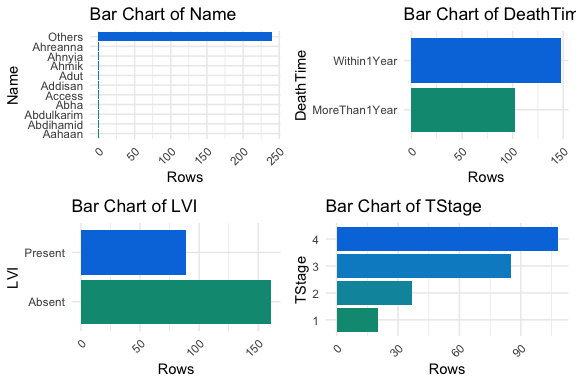 Bar Chart of Name
Name
Others
Ahreanna
Ahnyia
Ahmik
Adut
Addisan
Access
Abha
Abdulkarim
Abdihamid
Aahaan
0 50 100 150 200 250
Rows
Bar Chart of DeathTim
DeathTime
Within1Year
MoreThan1Year
0 50 100 150
Rows
Bar Chart of LVI
LVI
Present
Absent
0 50 100 150
Rows
Bar Chart of TStage
TStage
4
3
2
1
0 30 60 90
Rows